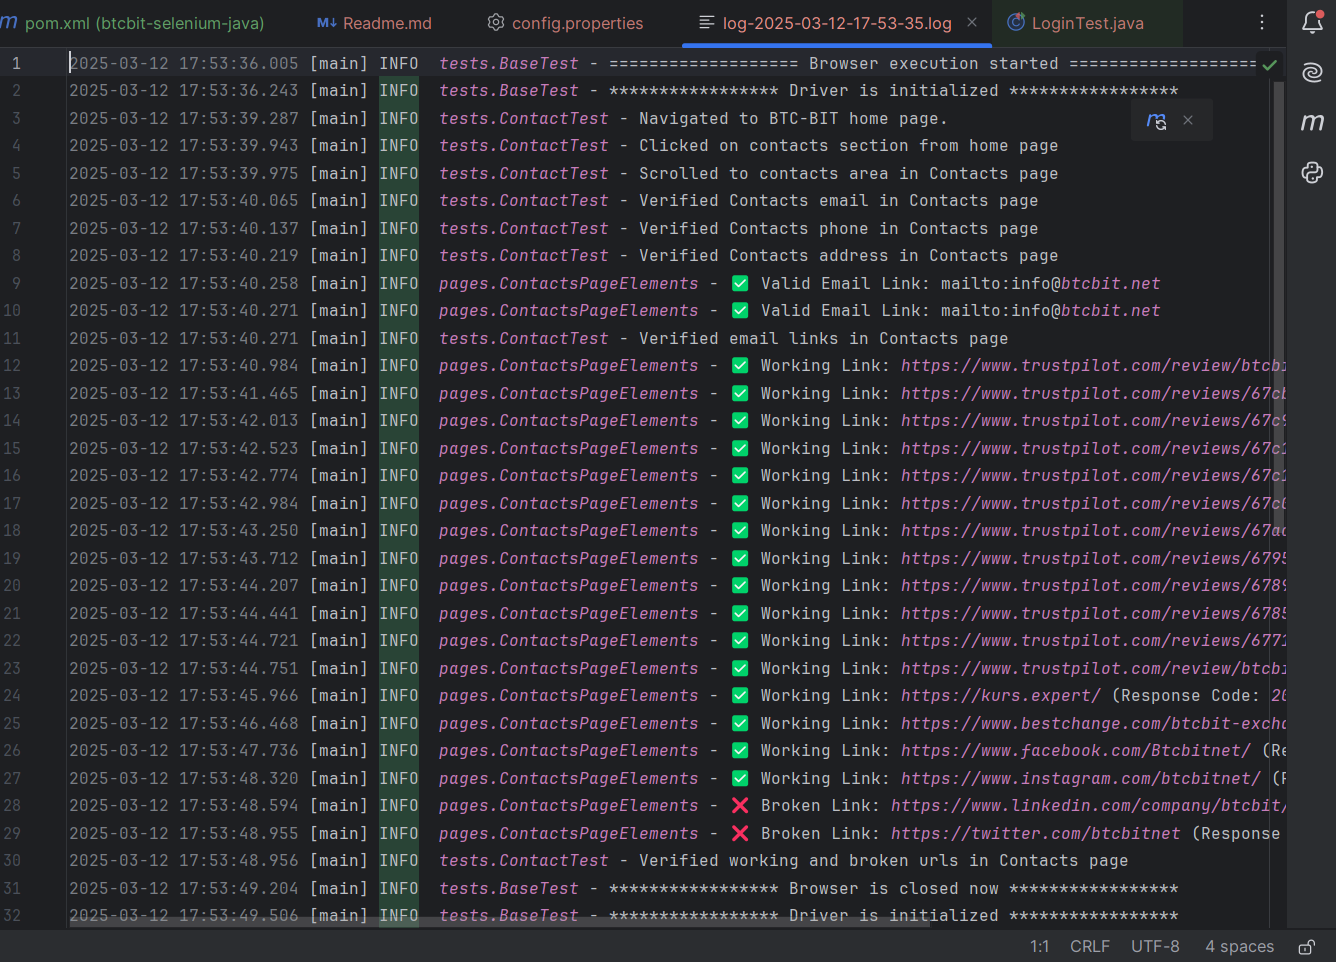 pom.xml (btcbit-selenium-java) M↓ Readme.md config.properties log-2025-03-12-17-53-35.log LoginTest.java
1 2025-03-12 17:53:36.005 [main] INFO tests.BaseTest - =================== Browser execution started ===================
2 2025-03-12 17:53:36.243 [main] INFO tests.BaseTest - ***************** Driver is initialized *****************
3 2025-03-12 17:53:39.287 [main] INFO tests.ContactTest - Navigated to BTC-BIT home page.
4 2025-03-12 17:53:39.943 [main] INFO tests.ContactTest - Clicked on contacts section from home page
5 2025-03-12 17:53:39.975 [main] INFO tests.ContactTest - Scrolled to contacts area in Contacts page
6 2025-03-12 17:53:40.065 [main] INFO tests.ContactTest - Verified Contacts email in Contacts page
7 2025-03-12 17:53:40.137 [main] INFO tests.ContactTest - Verified Contacts phone in Contacts page
8 2025-03-12 17:53:40.219 [main] INFO tests.ContactTest - Verified Contacts address in Contacts page
9 2025-03-12 17:53:40.258 [main] INFO pages.ContactsPageElements - ✅ Valid Email Link: mailto:info@btcbit.net
10 2025-03-12 17:53:40.271 [main] INFO pages.ContactsPageElements - ✅ Valid Email Link: mailto:info@btcbit.net
11 2025-03-12 17:53:40.271 [main] INFO tests.ContactTest - Verified email links in Contacts page
12 2025-03-12 17:53:40.984 [main] INFO pages.ContactsPageElements - ✅ Working Link: https://www.trustpilot.com/review/btcbi
13 2025-03-12 17:53:41.465 [main] INFO pages.ContactsPageElements - ✅ Working Link: https://www.trustpilot.com/reviews/67cb
14 2025-03-12 17:53:42.013 [main] INFO pages.ContactsPageElements - ✅ Working Link: https://www.trustpilot.com/reviews/67c9
15 2025-03-12 17:53:42.523 [main] INFO pages.ContactsPageElements - ✅ Working Link: https://www.trustpilot.com/reviews/67c1
16 2025-03-12 17:53:42.774 [main] INFO pages.ContactsPageElements - ✅ Working Link: https://www.trustpilot.com/reviews/67c1
17 2025-03-12 17:53:42.984 [main] INFO pages.ContactsPageElements - ✅ Working Link: https://www.trustpilot.com/reviews/67c0
18 2025-03-12 17:53:43.250 [main] INFO pages.ContactsPageElements - ✅ Working Link: https://www.trustpilot.com/reviews/67ac
19 2025-03-12 17:53:43.712 [main] INFO pages.ContactsPageElements - ✅ Working Link: https://www.trustpilot.com/reviews/6795
20 2025-03-12 17:53:44.207 [main] INFO pages.ContactsPageElements - ✅ Working Link: https://www.trustpilot.com/reviews/6789
21 2025-03-12 17:53:44.441 [main] INFO pages.ContactsPageElements - ✅ Working Link: https://www.trustpilot.com/reviews/6785
22 2025-03-12 17:53:44.721 [main] INFO pages.ContactsPageElements - ✅ Working Link: https://www.trustpilot.com/reviews/6771
23 2025-03-12 17:53:44.751 [main] INFO pages.ContactsPageElements - ✅ Working Link: https://www.trustpilot.com/review/btcbi
24 2025-03-12 17:53:45.966 [main] INFO pages.ContactsPageElements - ✅ Working Link: https://kurs.expert/ (Response Code: 20
25 2025-03-12 17:53:46.468 [main] INFO pages.ContactsPageElements - ✅ Working Link: https://www.bestchange.com/btcbit-excha
26 2025-03-12 17:53:47.736 [main] INFO pages.ContactsPageElements - ✅ Working Link: https://www.facebook.com/Btcbitnet/ (Re
27 2025-03-12 17:53:48.320 [main] INFO pages.ContactsPageElements - ✅ Working Link: https://www.instagram.com/btcbitnet/ (R
28 2025-03-12 17:53:48.594 [main] INFO pages.ContactsPageElements - ❌ Broken Link: https://www.linkedin.com/company/btcbit/
29 2025-03-12 17:53:48.955 [main] INFO pages.ContactsPageElements - ❌ Broken Link: https://twitter.com/btcbitnet (Response
30 2025-03-12 17:53:48.956 [main] INFO tests.ContactTest - Verified working and broken urls in Contacts page
31 2025-03-12 17:53:49.204 [main] INFO tests.BaseTest - ***************** Browser is closed now *****************
32 2025-03-12 17:53:49.506 [main] INFO tests.BaseTest - ***************** Driver is initialized *****************
1:1 CRLF UTF-8 4 spaces